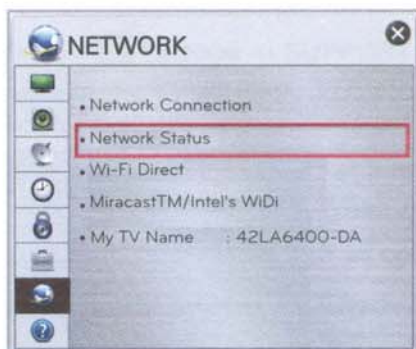 NETWORK
• Network Connection
• Network Status
• Wi-Fi Direct
• MiracastTM/Intel's WiDi
• My TV Name : 42LA6400-DA